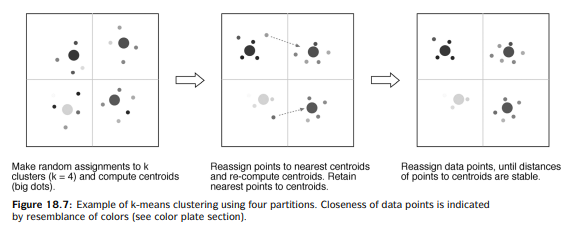 Make random assignments to k
clusters (k = 4) and compute centroids
(big dots).
Reassign points to nearest centroids
and re-compute centroids. Retain
nearest points to centroids.
Reassign data points, until distances
of points to centroids are stable.
Figure 18.7: Example of k-means clustering using four partitions. Closeness of data points is indicated
by resemblance of colors (see color plate section).